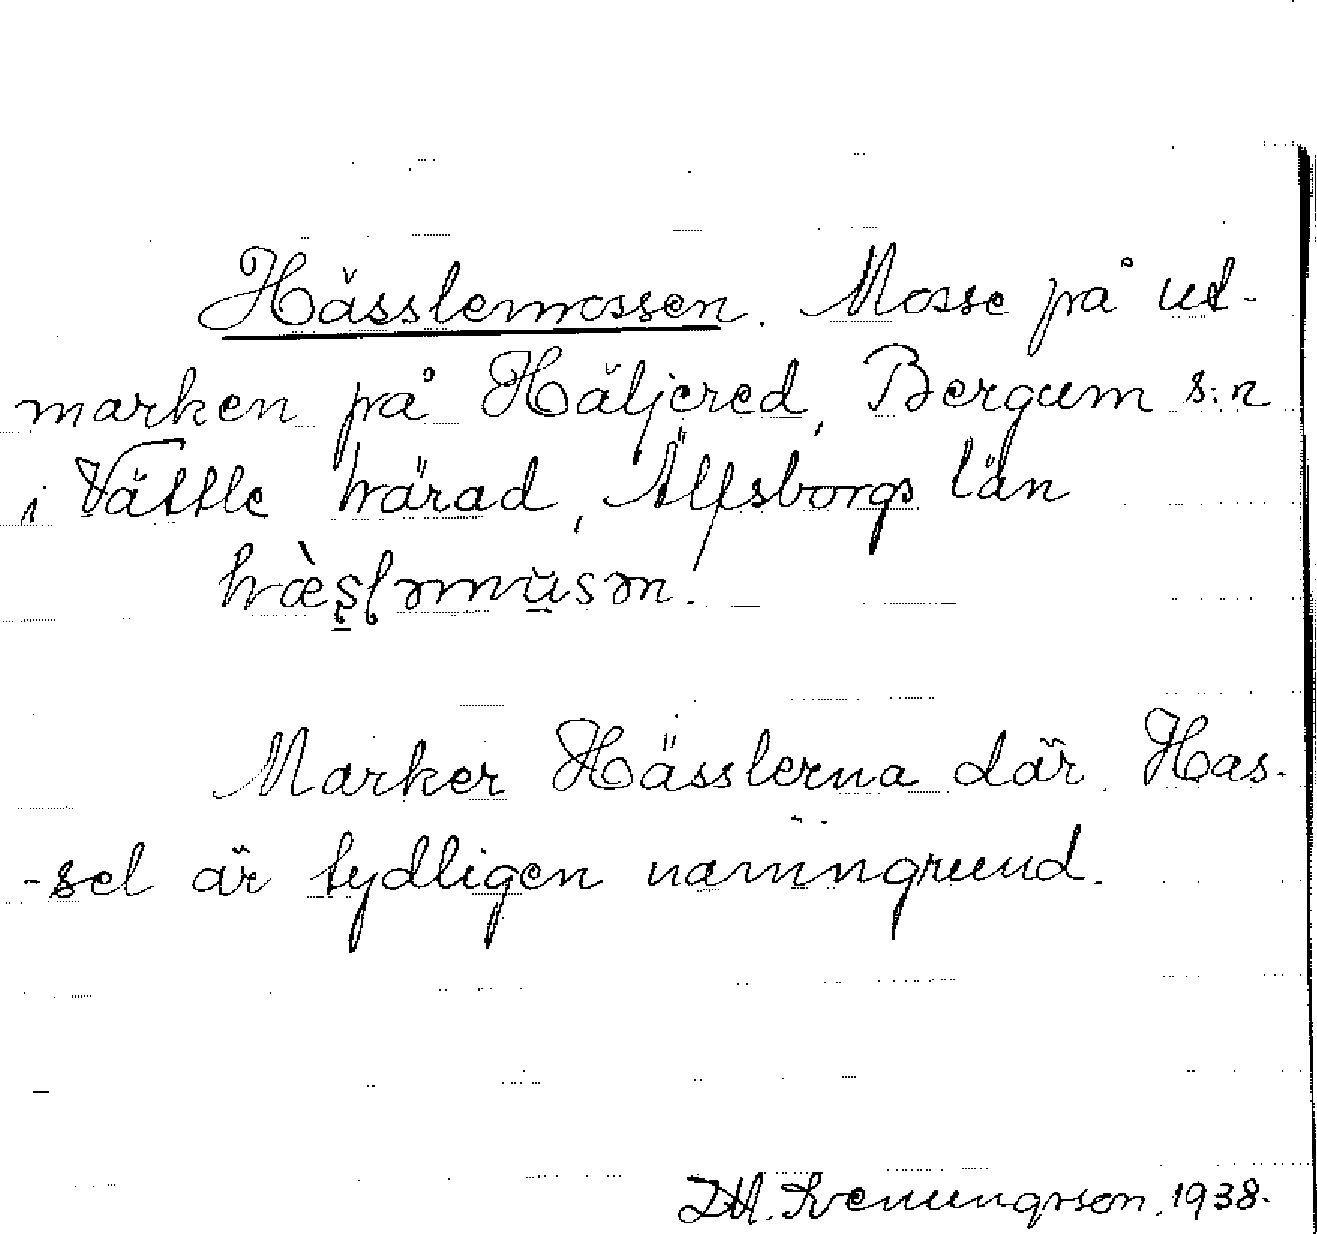 Hässlemossen. Mosse på ut-
marken på Häljered, Bergum s:n
i Vättle härad, Älfsborgs län
Marker Hässlerna där Has-
-sel är tydligen namngrund.
D.H. Svenungsson. 1938.